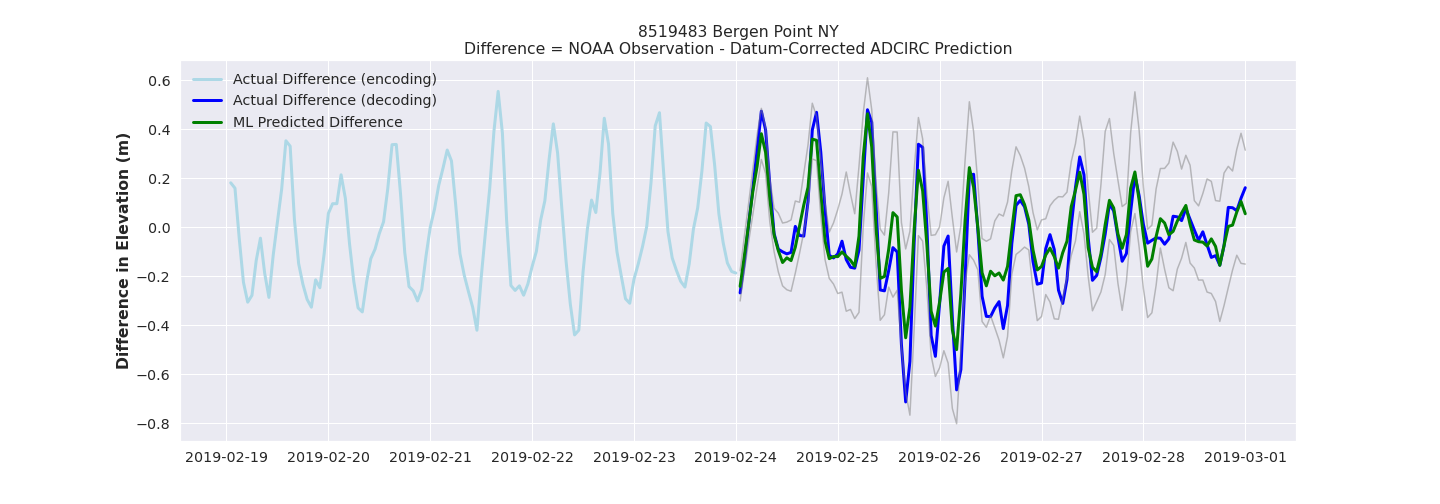 8519483 Bergen Point NY
Difference = NOAA Observation - Datum-Corrected ADCIRC Prediction
Actual Difference (encoding)
Actual Difference (decoding)
ML Predicted Difference
Difference in Elevation (m)
0.6
0.4
0.2
0.0
−0.2
−0.4
−0.6
−0.8
2019-02-19 2019-02-20 2019-02-21 2019-02-22 2019-02-23 2019-02-24 2019-02-25 2019-02-26 2019-02-27 2019-02-28 2019-03-01